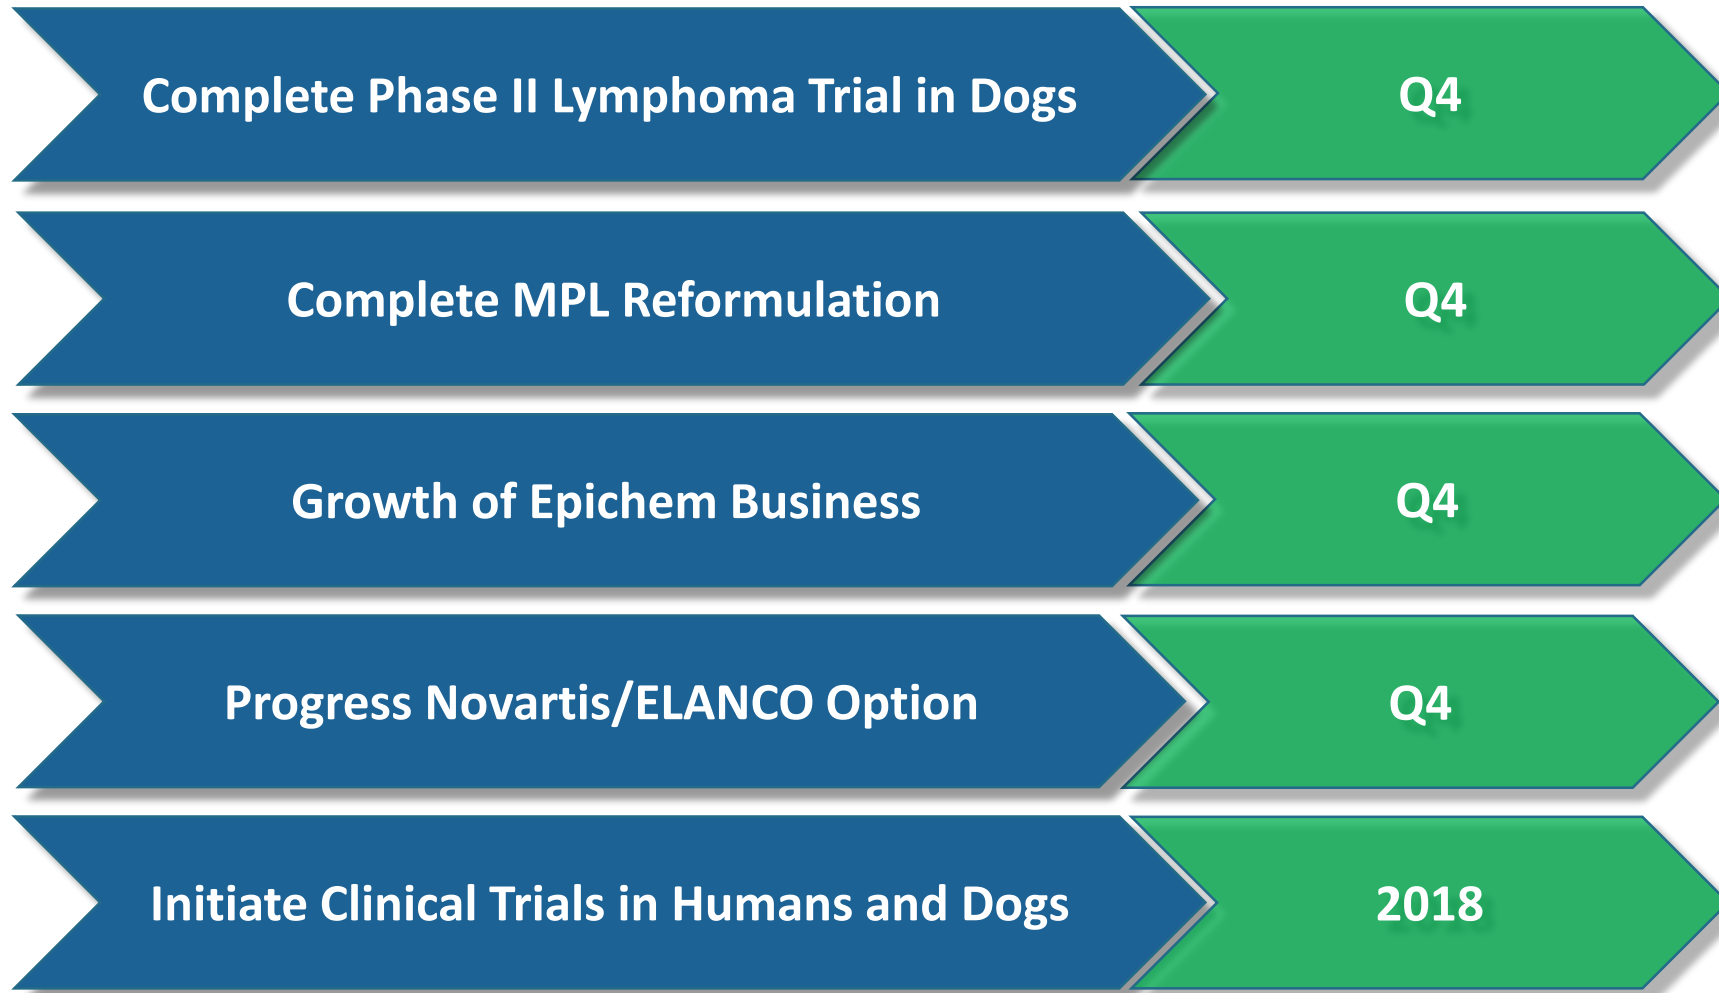 Complete Phase II Lymphoma Trial in Dogs
Q4
Complete MPL Reformulation
Q4
Growth of Epichem Business
Q4
Progress Novartis/ELANCO Option
Q4
Initiate Clinical Trials in Humans and Dogs
2018